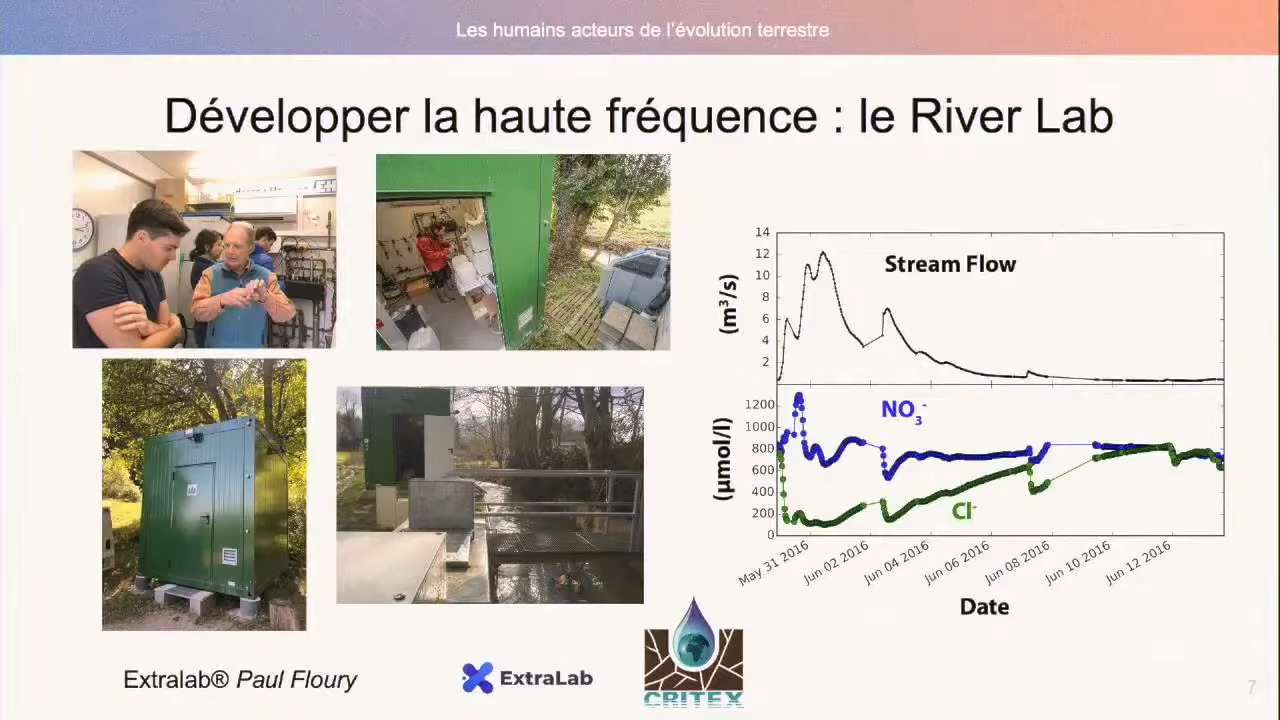 Les humains acteurs de l'évolution terrestre
Développer la haute fréquence : le River Lab
14
12
10
8
6
4
2
(m³/s)
Stream Flow
1200
1000
800
600
400
200
0
(µmol/l)
NO₃⁻
Cl⁻
May 31 2016
Jun 02 2016
Jun 04 2016
Jun 06 2016
Jun 08 2016
Jun 10 2016
Jun 12 2016
Date
Extralab® Paul Floury
ExtraLab
CRITEX
7